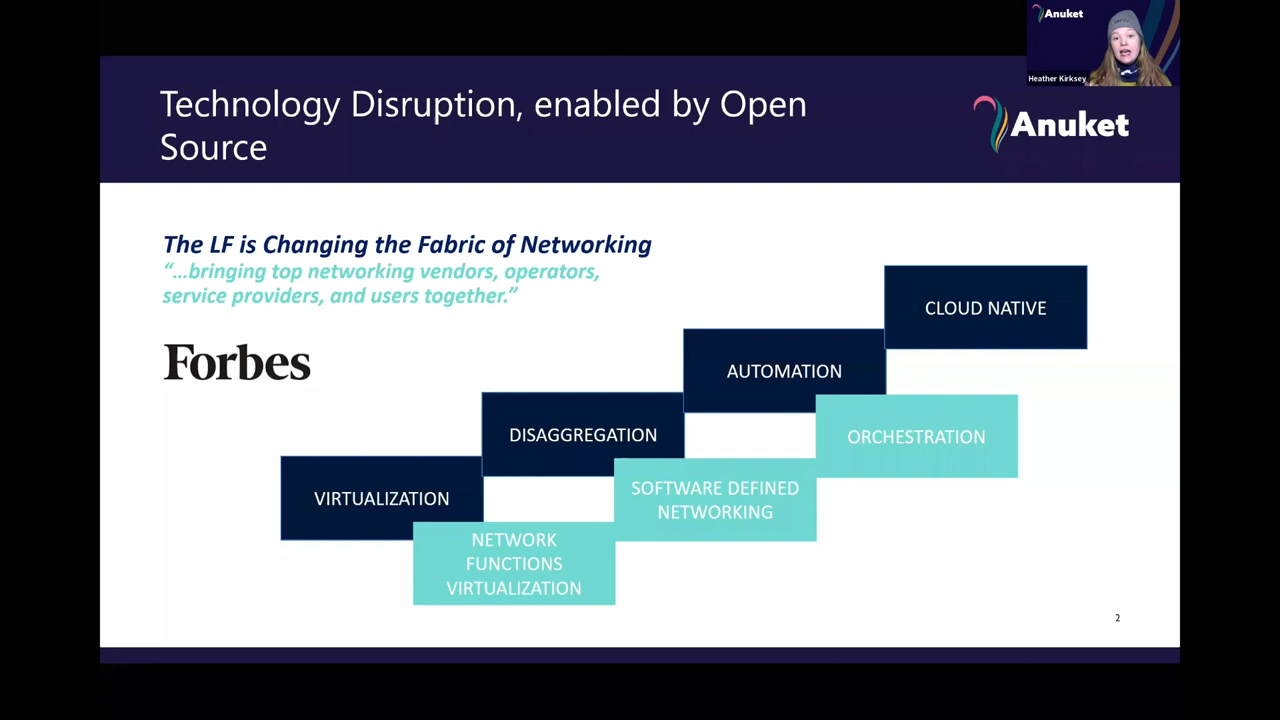 Anuket
Heather Kirksey
Technology Disruption, enabled by Open
Source
Anuket
The LF is Changing the Fabric of Networking
“…bringing top networking vendors, operators,
service providers, and users together.”
Forbes
CLOUD NATIVE
AUTOMATION
ORCHESTRATION
DISAGGREGATION
SOFTWARE DEFINED
NETWORKING
VIRTUALIZATION
NETWORK
FUNCTIONS
VIRTUALIZATION
2